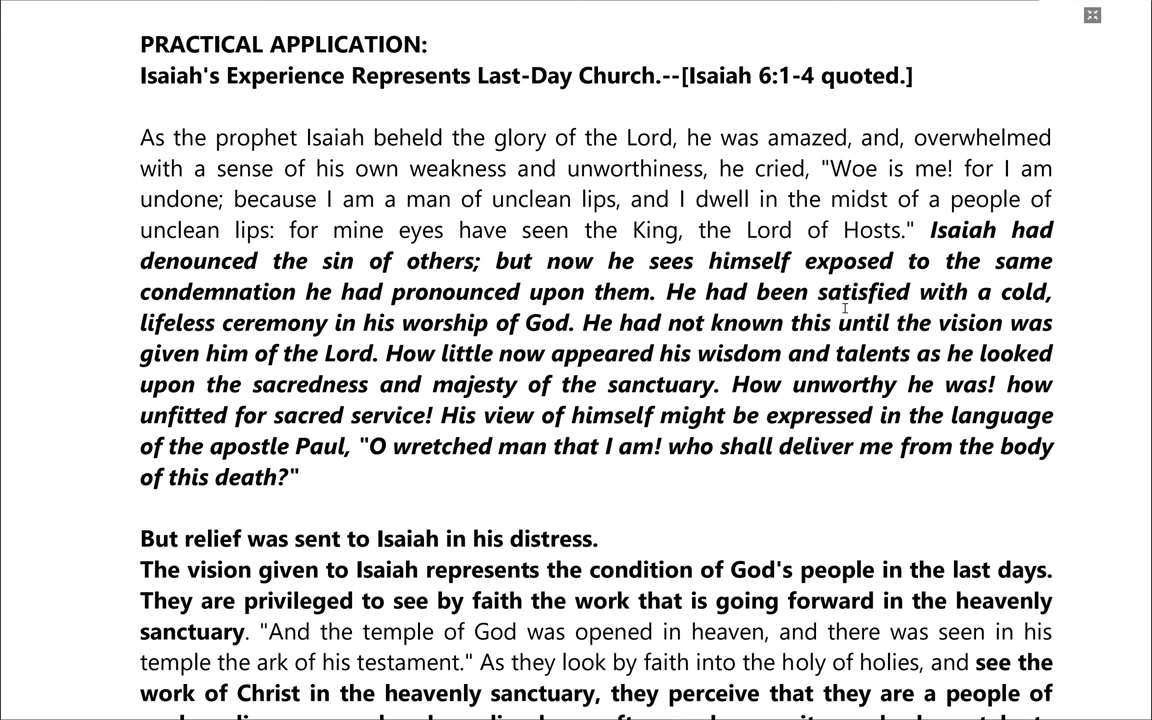 PRACTICAL APPLICATION:
Isaiah's Experience Represents Last-Day Church.--[Isaiah 6:1-4 quoted.]
As the prophet Isaiah beheld the glory of the Lord, he was amazed, and, overwhelmed
with a sense of his own weakness and unworthiness, he cried, "Woe is me! for I am
undone; because I am a man of unclean lips, and I dwell in the midst of a people of
unclean lips: for mine eyes have seen the King, the Lord of Hosts." Isaiah had
denounced the sin of others; but now he sees himself exposed to the same
condemnation he had pronounced upon them. He had been satisfied with a cold,
lifeless ceremony in his worship of God. He had not known this until the vision was
given him of the Lord. How little now appeared his wisdom and talents as he looked
upon the sacredness and majesty of the sanctuary. How unworthy he was! how
unfitted for sacred service! His view of himself might be expressed in the language
of the apostle Paul, "O wretched man that I am! who shall deliver me from the body
of this death?"
But relief was sent to Isaiah in his distress.
The vision given to Isaiah represents the condition of God's people in the last days.
They are privileged to see by faith the work that is going forward in the heavenly
sanctuary. "And the temple of God was opened in heaven, and there was seen in his
temple the ark of his testament." As they look by faith into the holy of holies, and see the
work of Christ in the heavenly sanctuary, they perceive that they are a people of